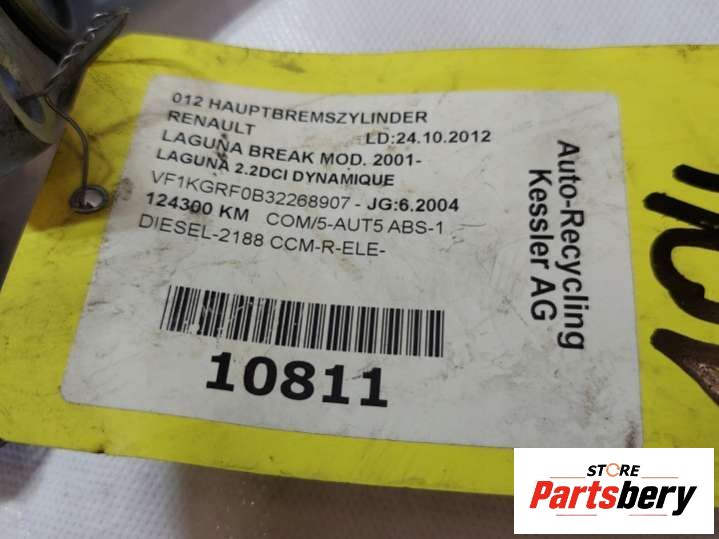 012 HAUPTBREMSZYLINDER
RENAULT LD:24.10.2012
LAGUNA BREAK MOD. 2001-
LAGUNA 2.2DCI DYNAMIQUE
VF1KGRF0B32268907 - JG:6.2004
124300 KM COM/5-AUT5 ABS-1
DIESEL-2188 CCM-R-ELE-
10811
Auto-Recycling
Kessler AG
STORE
Partsbery